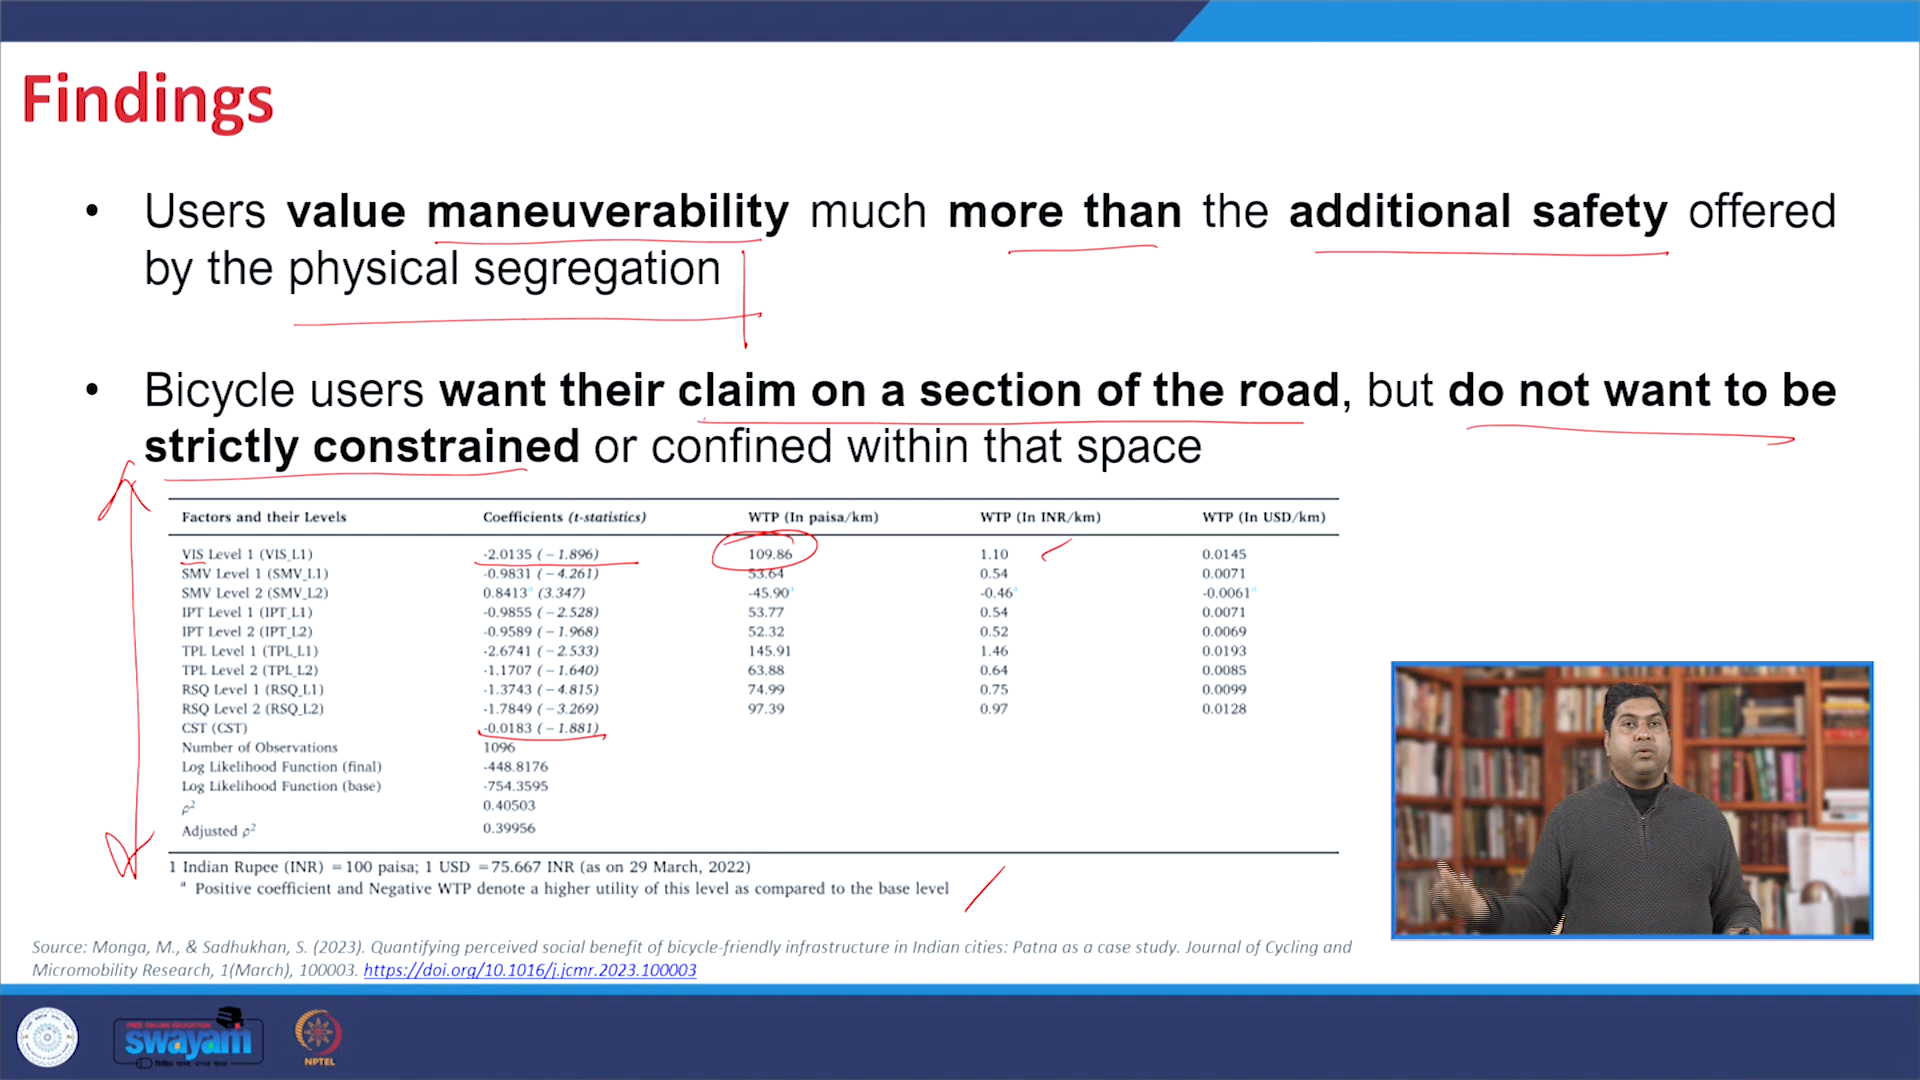 Findings
• Users value maneuverability much more than the additional safety offered
by the physical segregation
• Bicycle users want their claim on a section of the road, but do not want to be
strictly constrained or confined within that space
Factors and their Levels Coefficients (t-statistics) WTP (In paisa/km) WTP (In INR/km) WTP (In USD/km)
VIS Level 1 (VIS_L1) -2.0135 (−1.896) 109.86 1.10 0.0145
SMV Level 1 (SMV_L1) -0.9831 (−4.261) 53.64 0.54 0.0071
SMV Level 2 (SMV_L2) 0.8413ᵃ (3.347) -45.90ᵃ -0.46ᵃ -0.0061ᵃ
IPT Level 1 (IPT_L1) -0.9855 (−2.528) 53.77 0.54 0.0071
IPT Level 2 (IPT_L2) -0.9589 (−1.968) 52.32 0.52 0.0069
TPL Level 1 (TPL_L1) -2.6741 (−2.533) 145.91 1.46 0.0193
TPL Level 2 (TPL_L2) -1.1707 (−1.640) 63.88 0.64 0.0085
RSQ Level 1 (RSQ_L1) -1.3743 (−4.815) 74.99 0.75 0.0099
RSQ Level 2 (RSQ_L2) -1.7849 (−3.269) 97.39 0.97 0.0128
CST (CST) -0.0183 (−1.881)
Number of Observations 1096
Log Likelihood Function (final) -448.8176
Log Likelihood Function (base) -754.3595
ρ² 0.40503
Adjusted ρ² 0.39956
1 Indian Rupee (INR) =100 paisa; 1 USD =75.667 INR (as on 29 March, 2022)
ᵃ Positive coefficient and Negative WTP denote a higher utility of this level as compared to the base level
Source: Monga, M., & Sadhukhan, S. (2023). Quantifying perceived social benefit of bicycle-friendly infrastructure in Indian cities: Patna as a case study. Journal of Cycling and
Micromobility Research, 1(March), 100003. https://doi.org/10.1016/j.jcmr.2023.100003
FREE ONLINE EDUCATION
swayam
NPTEL